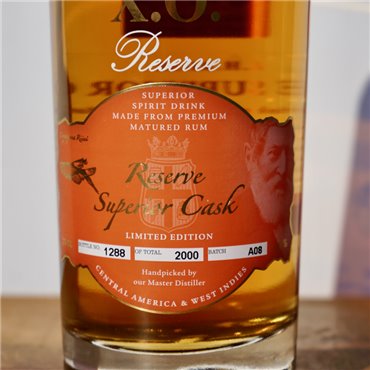 X.O.
Reserve
SUPERIOR
SPIRIT DRINK
MADE FROM PREMIUM
MATURED RUM
Reserve
Superior Cask
LIMITED EDITION
BOTTLE NO. 1288 OF TOTAL 2000 BATCH A08
Handpicked by
our Master Distiller
CENTRAL AMERICA & WEST INDIES